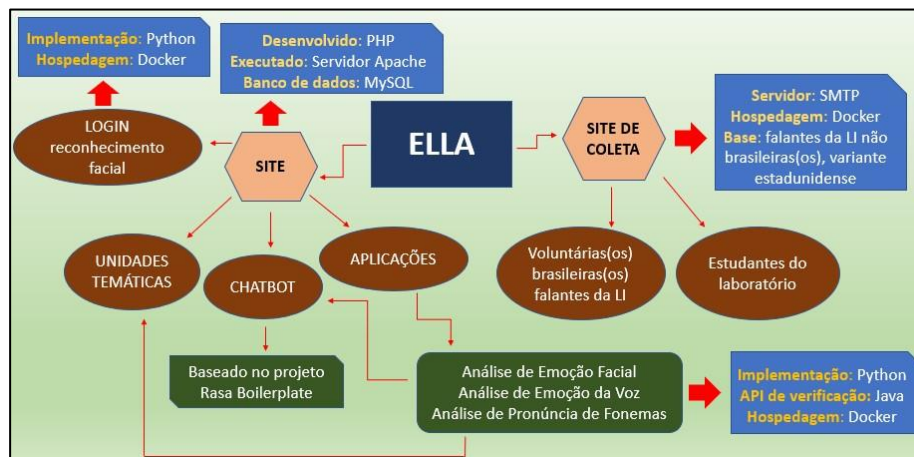 Implementação: Python
Hospedagem: Docker
Desenvolvido: PHP
Executado: Servidor Apache
Banco de dados: MySQL
LOGIN
reconhecimento
facial
SITE
ELLA
SITE DE
COLETA
Servidor: SMTP
Hospedagem: Docker
Base: falantes da LI não
brasileiras(os), variante
estadunidense
UNIDADES
TEMÁTICAS
CHATBOT
APLICAÇÕES
Voluntárias(os)
brasileiras(os)
falantes da LI
Estudantes do
laboratório
Baseado no projeto
Rasa Boilerplate
Análise de Emoção Facial
Análise de Emoção da Voz
Análise de Pronúncia de Fonemas
Implementação: Python
API de verificação: Java
Hospedagem: Docker